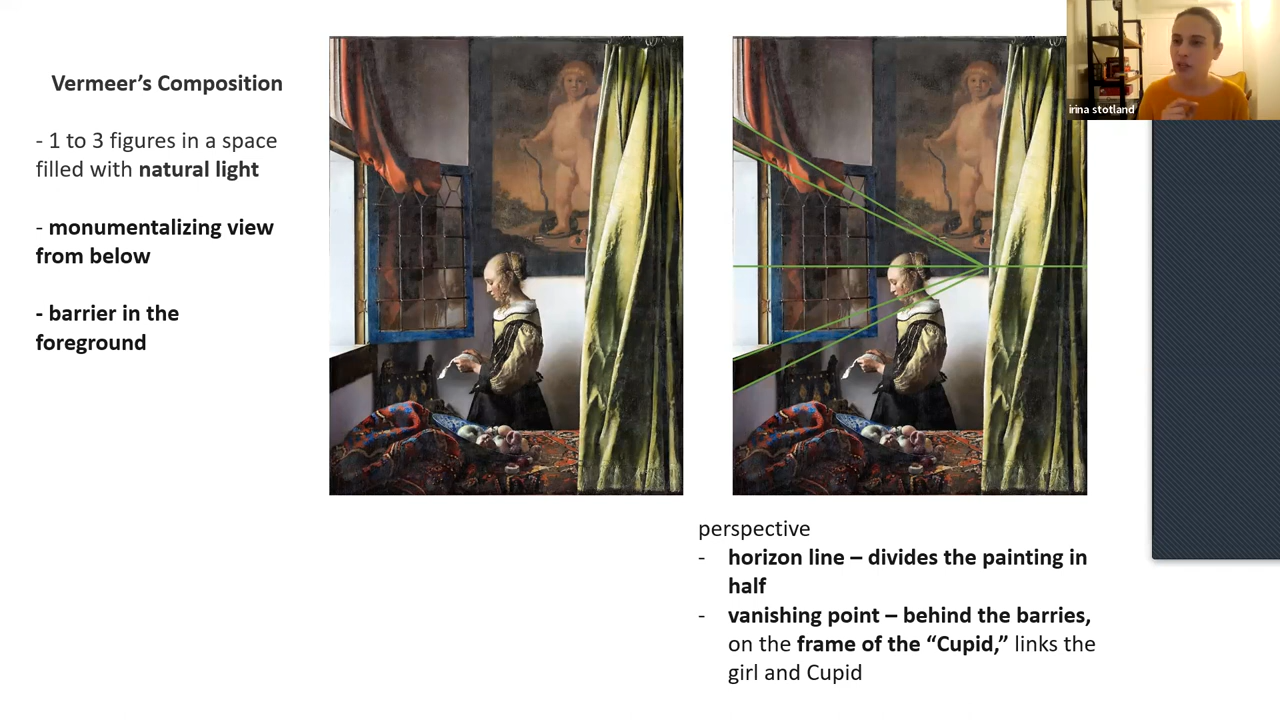 Vermeer’s Composition
- 1 to 3 figures in a space
filled with natural light
- monumentalizing view
from below
- barrier in the
foreground
irina stotland
perspective
- horizon line – divides the painting in
half
- vanishing point – behind the barries,
on the frame of the “Cupid,” links the
girl and Cupid